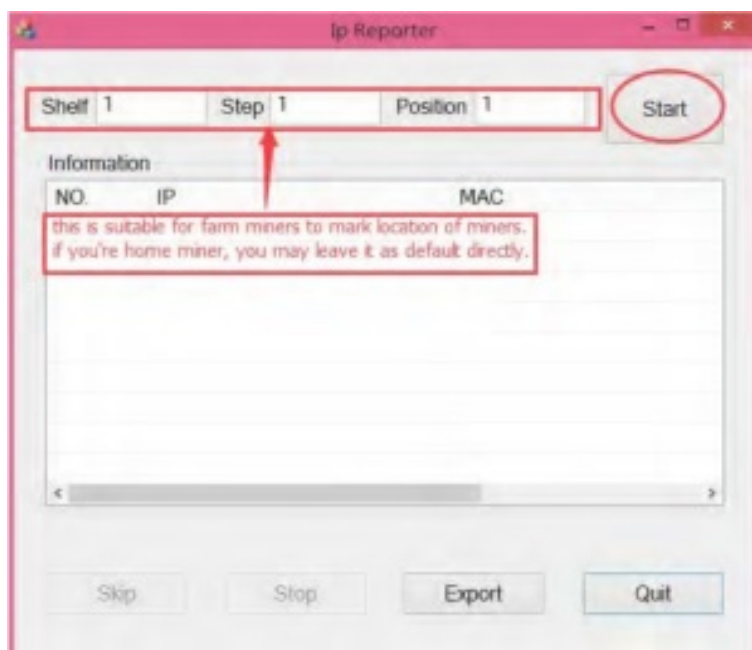 Ip Reporter
Shelf 1 Step 1 Position 1 Start
Information
NO. IP MAC
this is suitable for farm miners to mark location of miners.
if you're home miner, you may leave it as default directly.
Skip Stop Export Quit